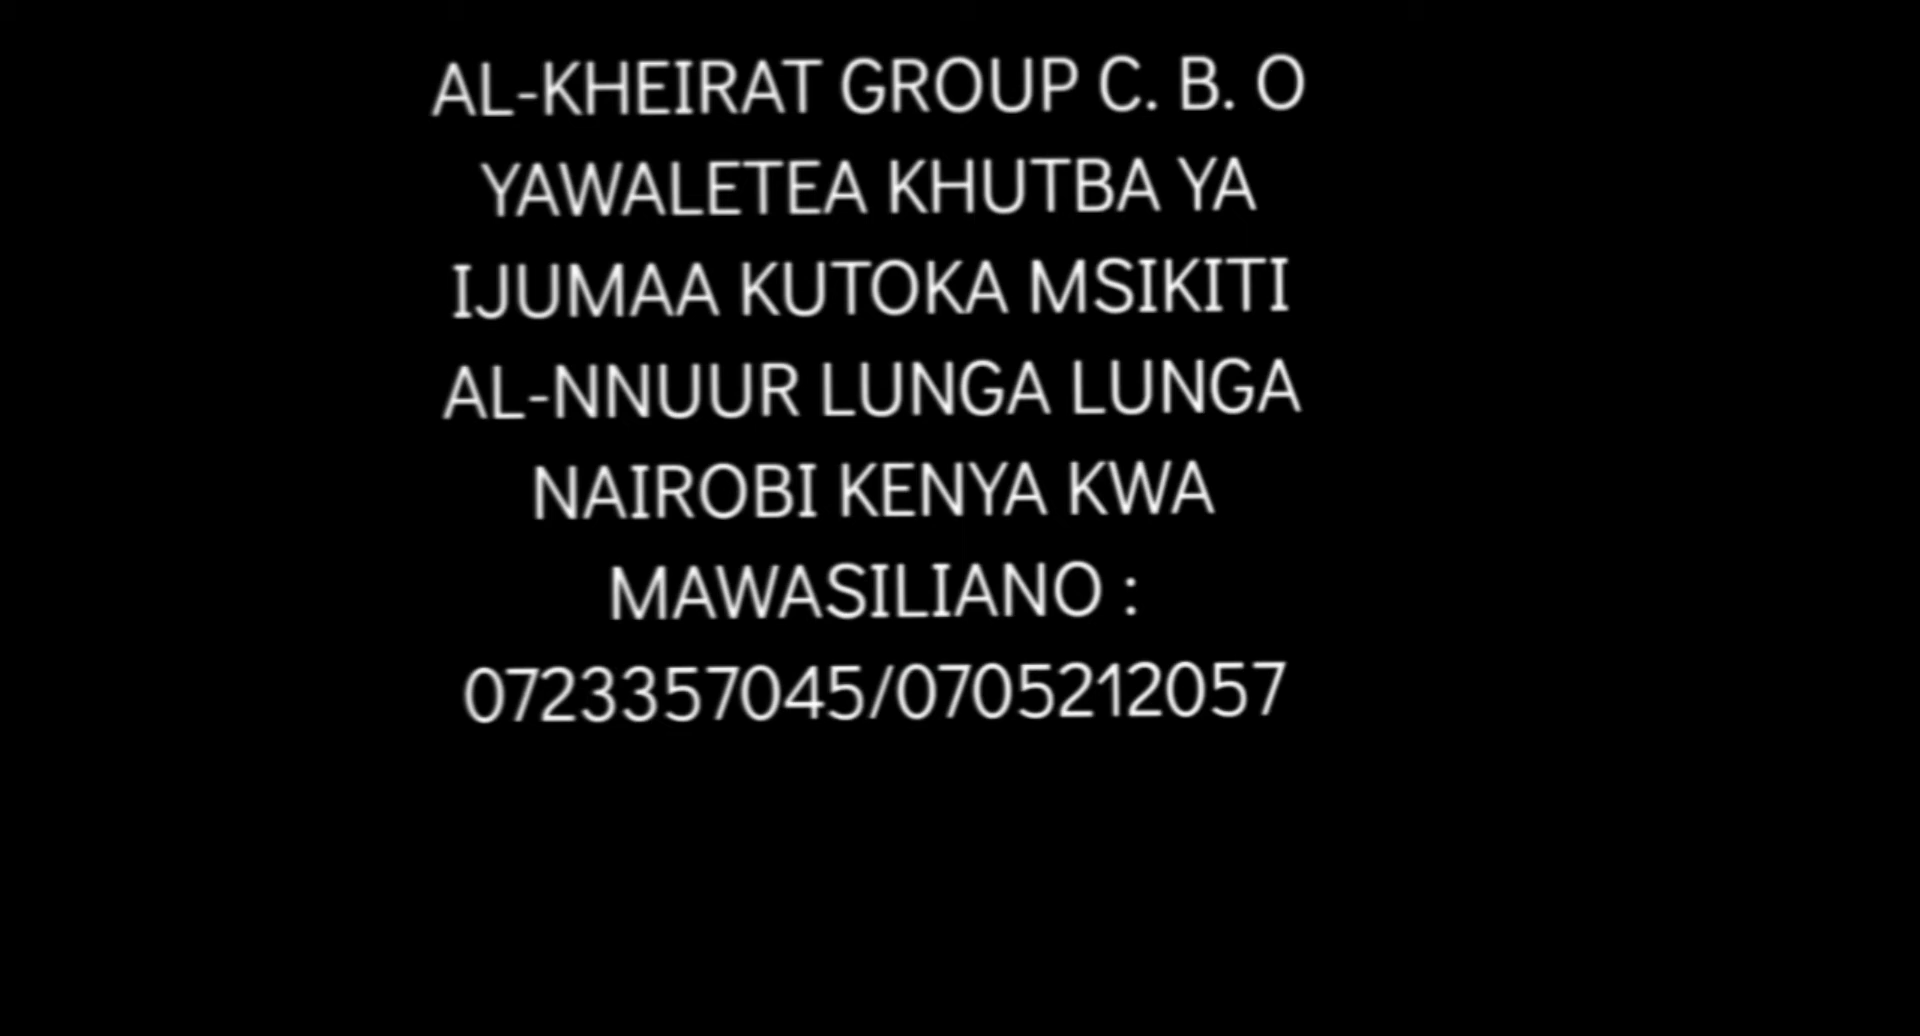 AL-KHEIRAT GROUP C. B. O
YAWALETEA KHUTBA YA
IJUMAA KUTOKA MSIKITI
AL-NNUUR LUNGA LUNGA
NAIROBI KENYA KWA
MAWASILIANO :
0723357045/0705212057